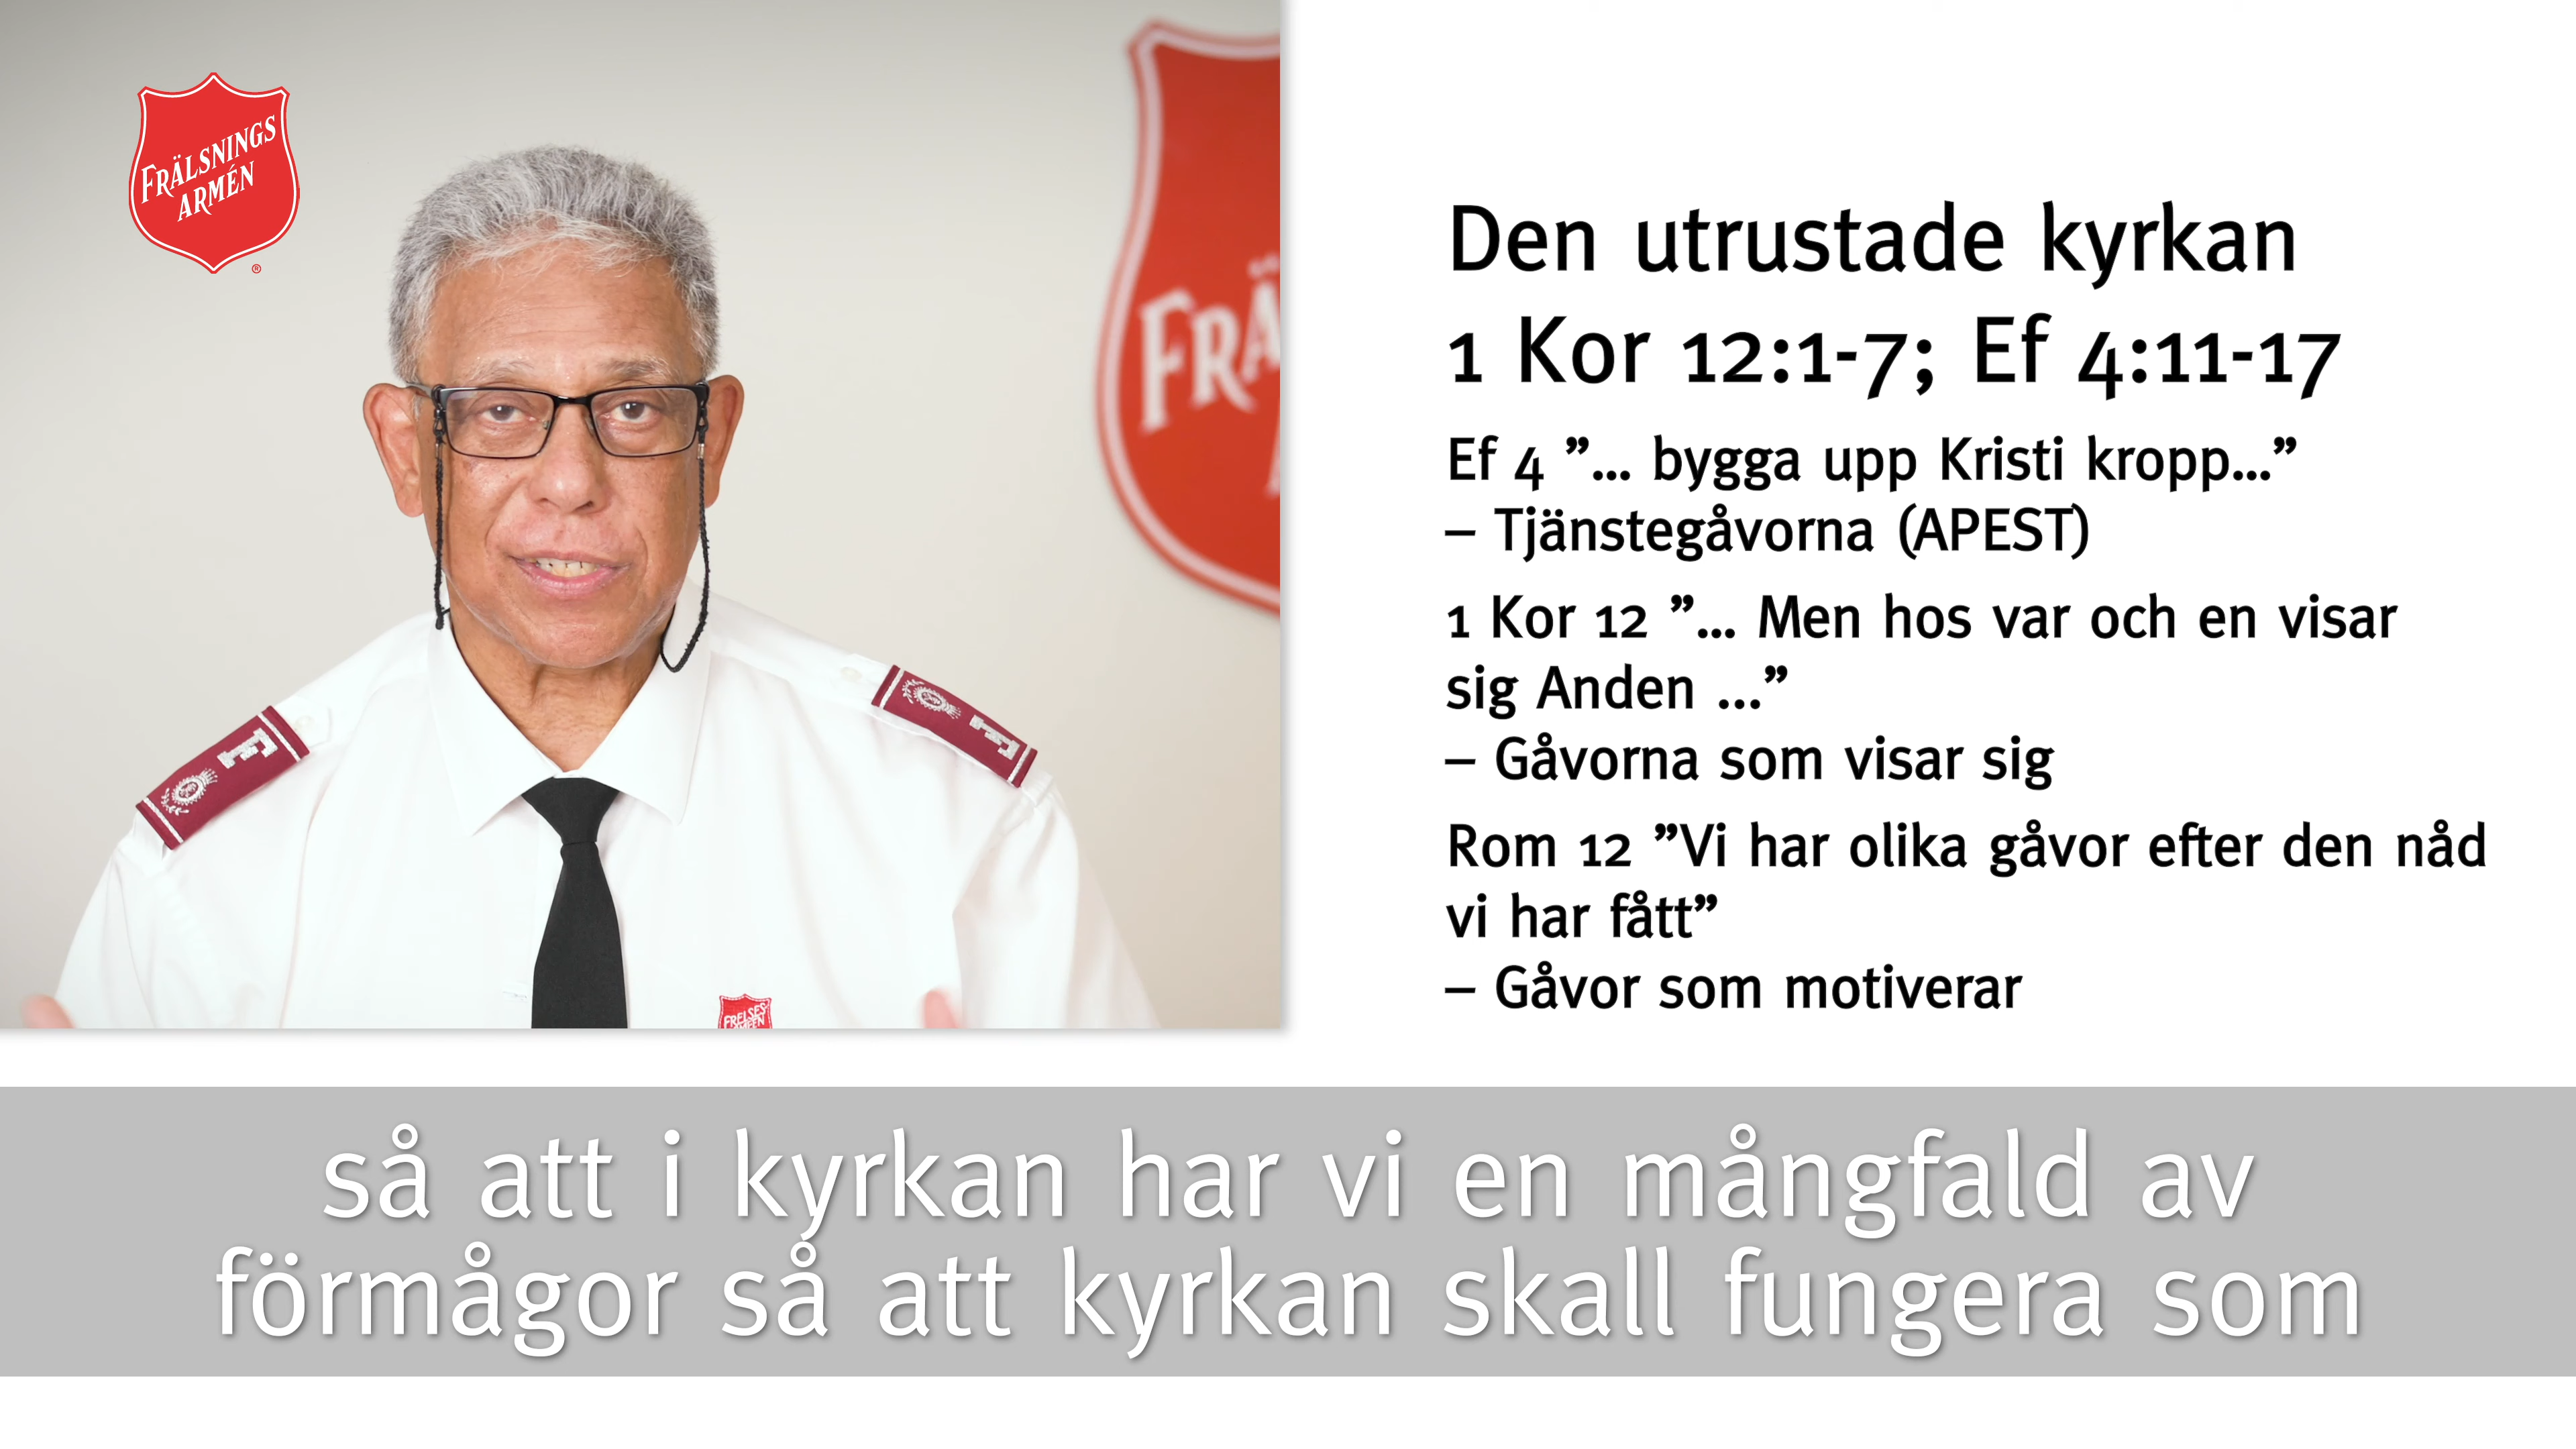 FRÄLSNINGS
ARMÉN
®
FRÄ
FRELSES
ARMEEN
Den utrustade kyrkan
1 Kor 12:1-7; Ef 4:11-17
Ef 4 ”... bygga upp Kristi kropp...”
– Tjänstegåvorna (APEST)
1 Kor 12 ”... Men hos var och en visar
sig Anden ...”
– Gåvorna som visar sig
Rom 12 ”Vi har olika gåvor efter den nåd
vi har fått”
– Gåvor som motiverar
så att i kyrkan har vi en mångfald av
förmågor så att kyrkan skall fungera som